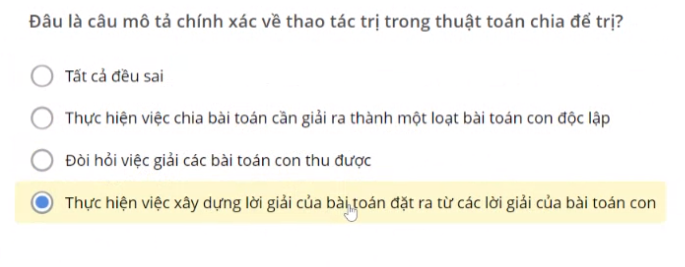 Đâu là câu mô tả chính xác về thao tác trị trong thuật toán chia để trị?
Tất cả đều sai
Thực hiện việc chia bài toán cần giải ra thành một loạt bài toán con độc lập
Đòi hỏi việc giải các bài toán con thu được
Thực hiện việc xây dựng lời giải của bài toán đặt ra từ các lời giải của bài toán con